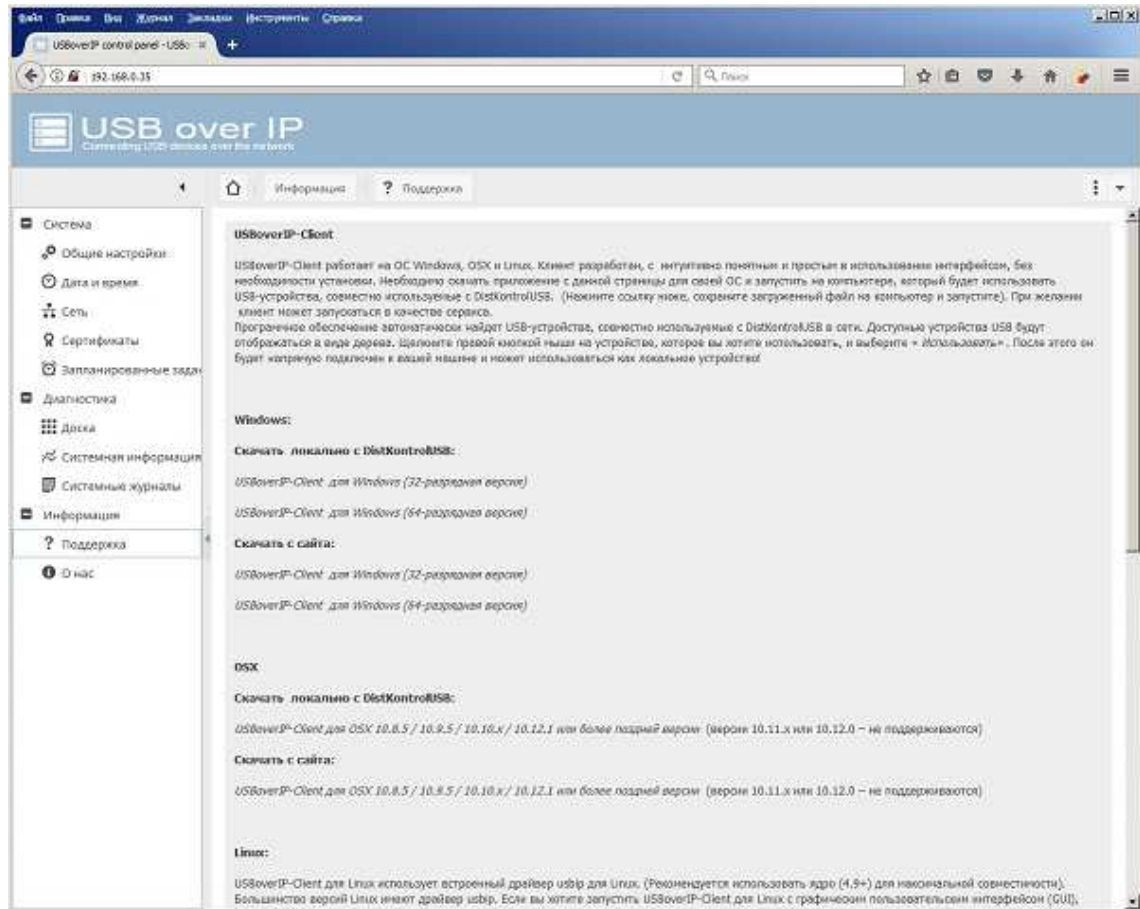 Файл Правка Вид Журнал Закладки Инструменты Справка
USBoverIP control panel - USBo
192.168.0.35
Поиск
USB over IP
Connecting USB devices over the network
Информация ? Поддержка
Система
Общие настройки
Дата и время
Сеть
Сертификаты
Запланированные задач
Диагностика
Доска
Системная информация
Системные журналы
Информация
? Поддержка
О нас
USBoverIP-Client
USBoverIP-Client работает на ОС Windows, OSX и Linux. Клиент разработан, с интуитивно понятным и простым в использовании интерфейсом, без
необходимости установки. Необходимо скачать приложение с данной страницы для своей ОС и запустить на компьютере, который будет использовать
USB-устройства, совместно используемые с DistKontrolUSB. (Нажмите ссылку ниже, сохраните загруженный файл на компьютер и запустите). При желании
клиент может запускаться в качестве сервиса.
Программное обеспечение автоматически найдет USB-устройства, совместно используемые с DistKontrolUSB в сети. Доступные устройства USB будут
отображаться в виде дерева. Щелкните правой кнопкой мыши на устройстве, которое вы хотите использовать, и выберите « Использовать» . После этого он
будет напрямую подключен к вашей машине и может использоваться как локальное устройство!
Windows:
Скачать локально с DistKontrolUSB:
USBoverIP-Client для Windows (32-разрядная версия)
USBoverIP-Client для Windows (64-разрядная версия)
Скачать с сайта:
USBoverIP-Client для Windows (32-разрядная версия)
USBoverIP-Client для Windows (64-разрядная версия)
OSX
Скачать локально с DistKontrolUSB:
USBoverIP-Client для OSX 10.8.5 / 10.9.5 / 10.10.x / 10.12.1 или более поздней версии (версии 10.11.x или 10.12.0 – не поддерживаются)
Скачать с сайта:
USBoverIP-Client для OSX 10.8.5 / 10.9.5 / 10.10.x / 10.12.1 или более поздней версии (версии 10.11.x или 10.12.0 – не поддерживаются)
Linux:
USBoverIP-Client для Linux использует встроенный драйвер usbip для Linux. (Рекомендуется использовать ядро (4.9+) для максимальной совместимости).
Большинство версий Linux имеют драйвер usbip. Если вы хотите запустить USBoverIP-Client для Linux с графическим пользовательским интерфейсом (GUI),